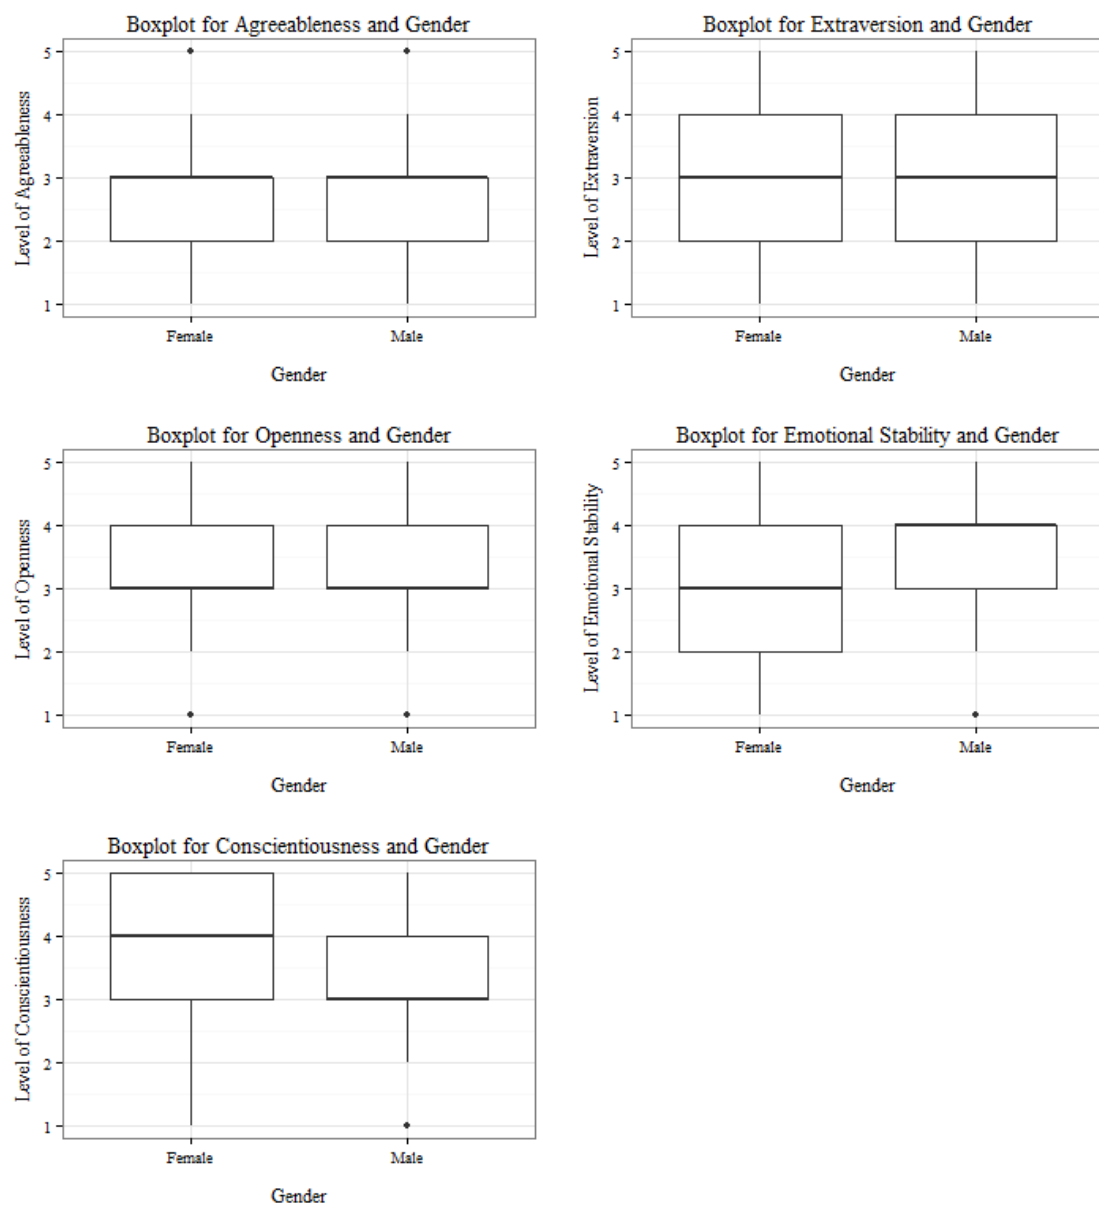 Boxplot for Agreeableness and Gender
Level of Agreeableness
5
4
3
2
1
Female Male
Gender
Boxplot for Extraversion and Gender
Level of Extraversion
5
4
3
2
1
Female Male
Gender
Boxplot for Openness and Gender
Level of Openness
5
4
3
2
1
Female Male
Gender
Boxplot for Emotional Stability and Gender
Level of Emotional Stability
5
4
3
2
1
Female Male
Gender
Boxplot for Conscientiousness and Gender
Level of Conscientiousness
5
4
3
2
1
Female Male
Gender